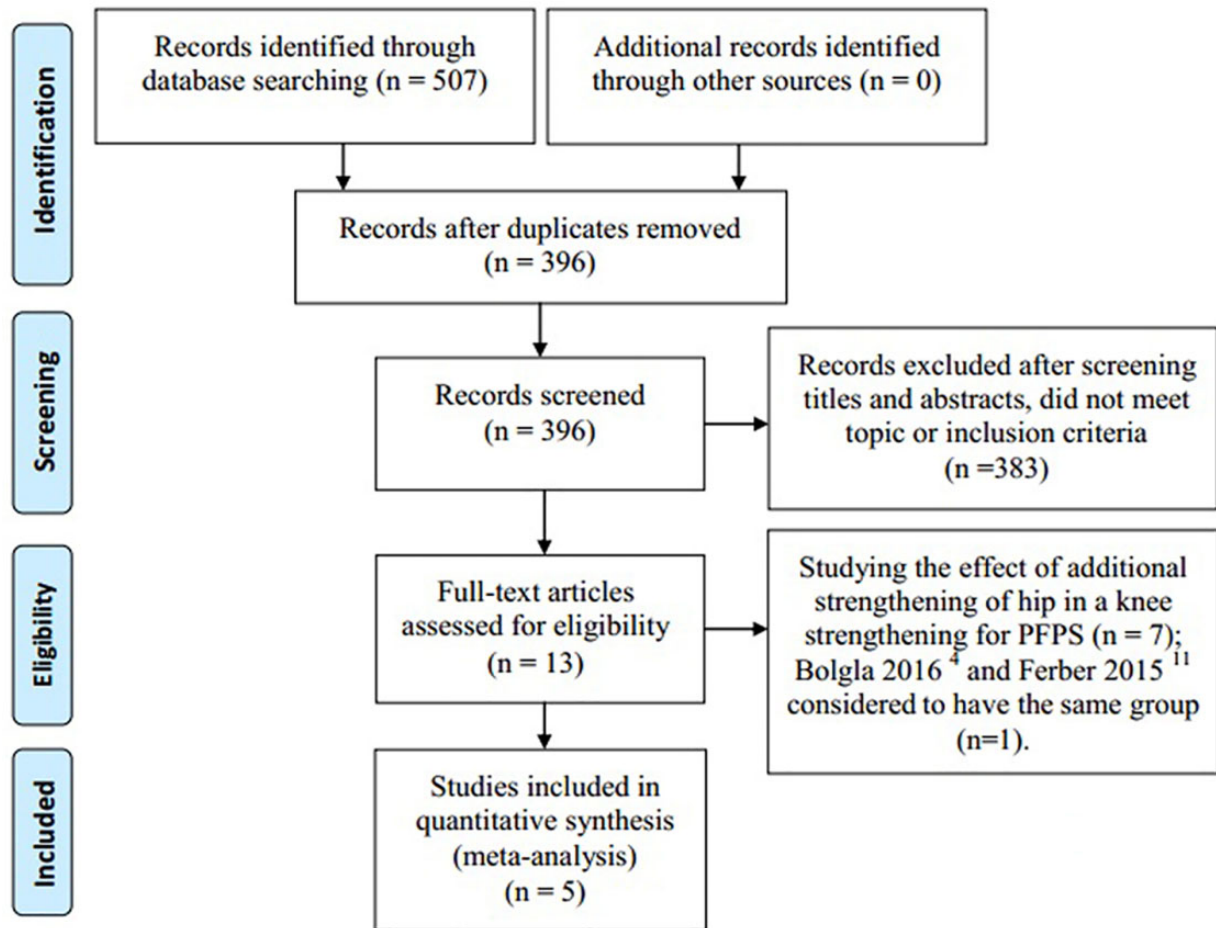 Identification
Records identified through
database searching (n = 507)
Additional records identified
through other sources (n = 0)
Records after duplicates removed
(n = 396)
Screening
Records screened
(n = 396)
Records excluded after screening
titles and abstracts, did not meet
topic or inclusion criteria
(n =383)
Eligibility
Full-text articles
assessed for eligibility
(n = 13)
Studying the effect of additional
strengthening of hip in a knee
strengthening for PFPS (n = 7);
Bolgla 2016 4 and Ferber 2015 11
considered to have the same group
(n=1).
Included
Studies included in
quantitative synthesis
(meta-analysis)
(n = 5)